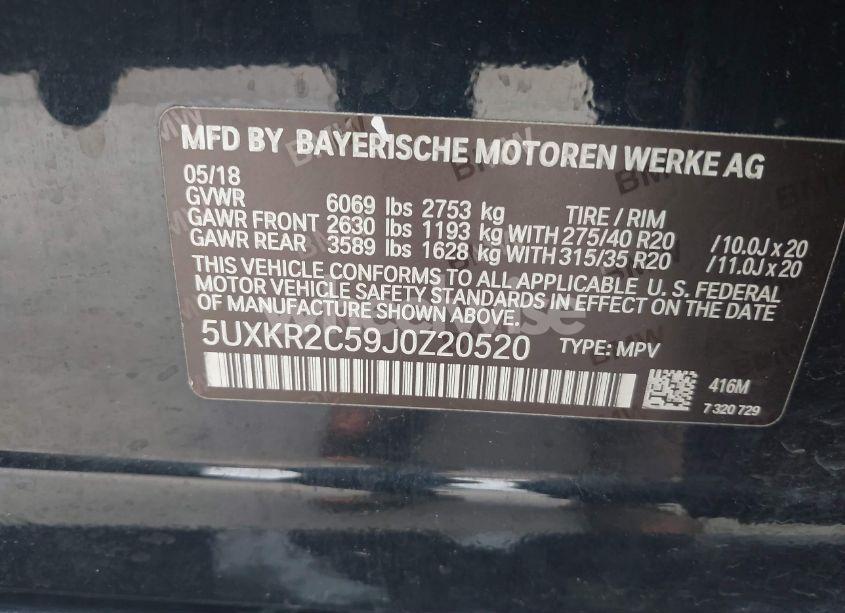 MFD BY BAYERISCHE MOTOREN WERKE AG
05/18
GVWR 6069 lbs 2753 kg TIRE / RIM
GAWR FRONT 2630 lbs 1193 kg WITH 275/40 R20 /10.0J x 20
GAWR REAR 3589 lbs 1628 kg WITH 315/35 R20 /11.0J x 20
THIS VEHICLE CONFORMS TO ALL APPLICABLE U. S. FEDERAL
MOTOR VEHICLE SAFETY STANDARDS IN EFFECT ON THE DATE
OF MANUFACTURE SHOWN ABOVE.
5UXKR2C59J0Z20520 TYPE: MPV
416M
7 320 729